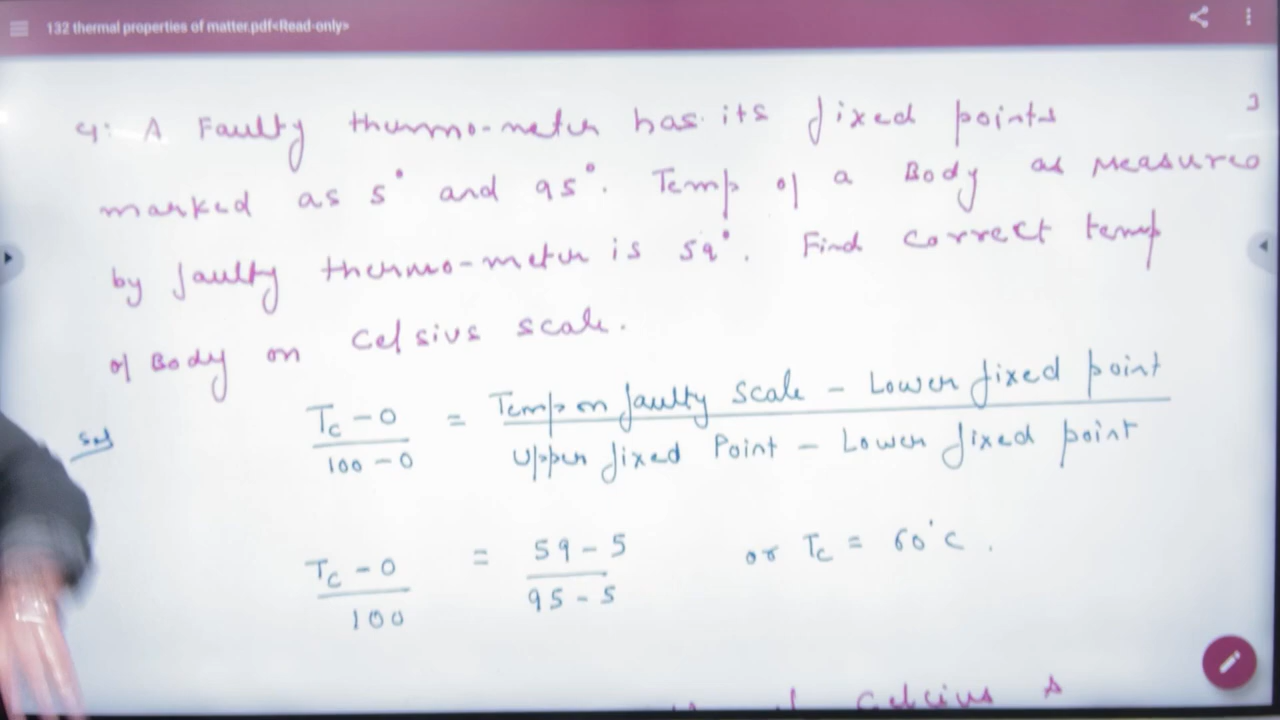 132 thermal properties of matter.pdf<Read-only>
Q: A Faulty thermo-meter has its fixed points
marked as 5° and 95°. Temp of a Body as Measured
by faulty thermo-meter is 59°. Find correct temp
of Body on Celsius scale.
Sol
Tc - 0 / 100 - 0 = Temp on faulty scale - Lower fixed point / Upper fixed Point - Lower fixed point
Tc - 0 / 100 = 59 - 5 / 95 - 5 or Tc = 60°C.
celcius